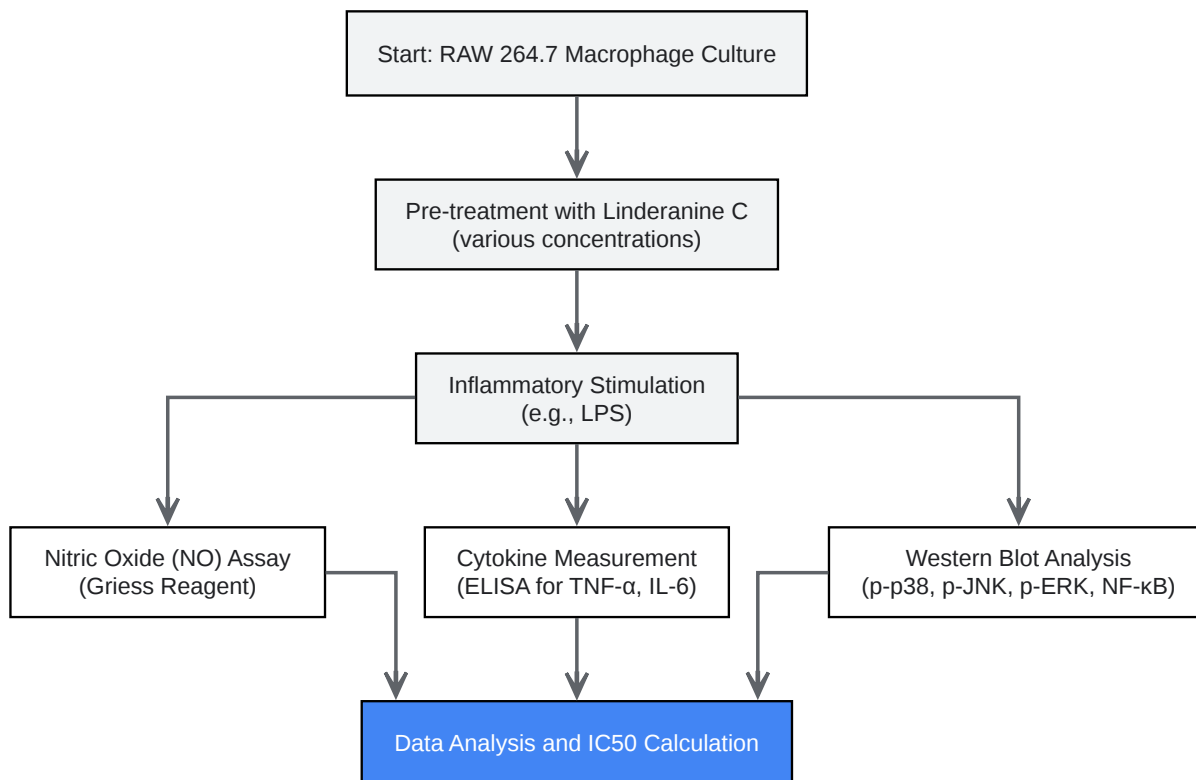 Start: RAW 264.7 Macrophage Culture
Pre-treatment with Linderanine C
(various concentrations)
Inflammatory Stimulation
(e.g., LPS)
Nitric Oxide (NO) Assay
(Griess Reagent)
Cytokine Measurement
(ELISA for TNF-α, IL-6)
Western Blot Analysis
(p-p38, p-JNK, p-ERK, NF-κB)
Data Analysis and IC50 Calculation